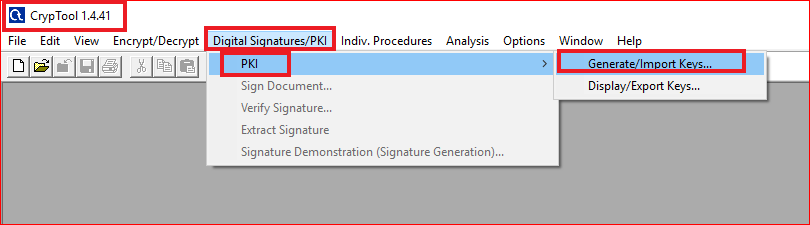 CrypTool 1.4.41
File Edit View Encrypt/Decrypt Digital Signatures/PKI Indiv. Procedures Analysis Options Window Help
PKI
Generate/Import Keys...
Sign Document...
Display/Export Keys...
Verify Signature...
Extract Signature
Signature Demonstration (Signature Generation)...